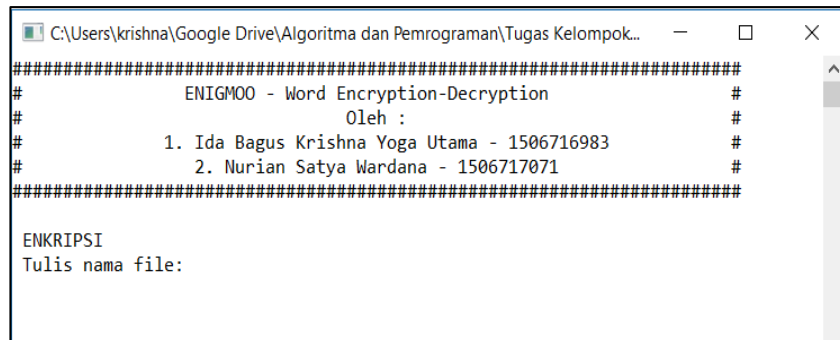 C:\Users\krishna\Google Drive\Algoritma dan Pemrograman\Tugas Kelompok...
########################################################################
# ENIGMOO - Word Encryption-Decryption #
# Oleh : #
# 1. Ida Bagus Krishna Yoga Utama - 1506716983 #
# 2. Nurian Satya Wardana - 1506717071 #
########################################################################
ENKRIPSI
Tulis nama file: